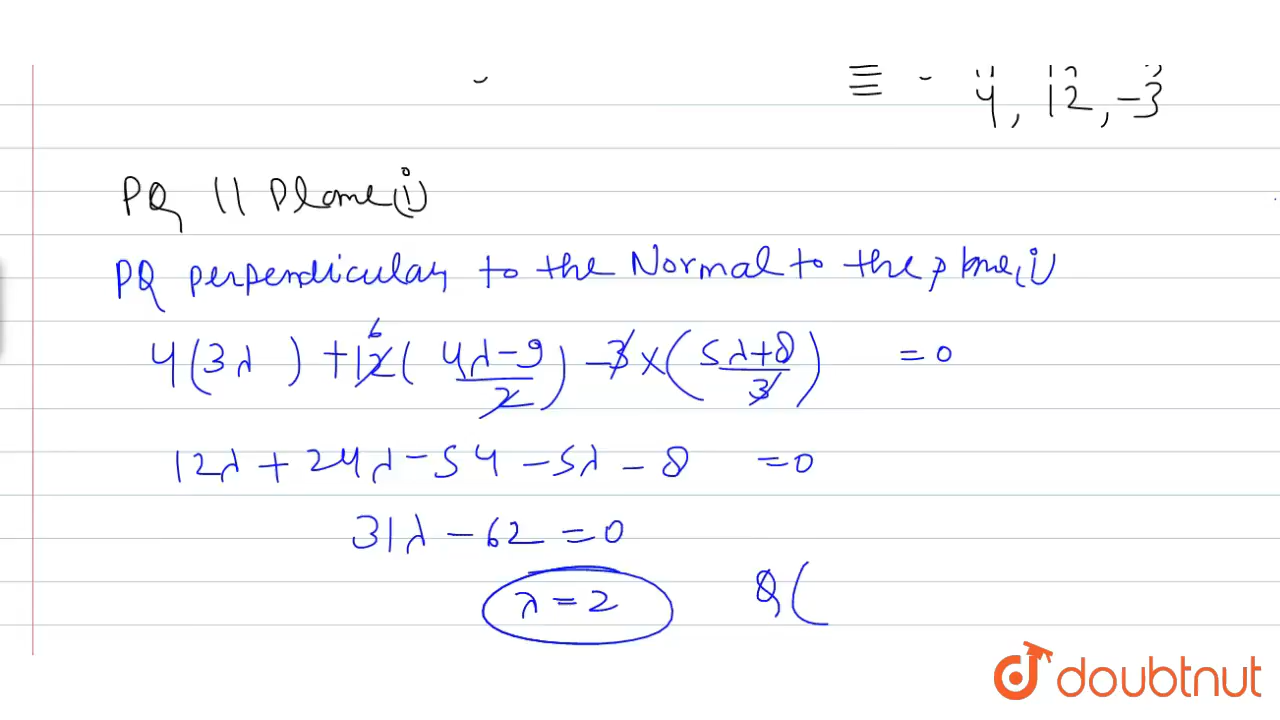 ≡ - 4, 12, -3
PQ || Plane(i)
PQ perpendicular to the Normal to the plane(i)
4(3λ ) + 12 6 ( (4λ-9)/2 ) - 3 × ( (5λ+8)/3 ) = 0
12λ + 24λ - 54 - 5λ - 8 = 0
31λ - 62 = 0
λ = 2 Q (
doubtnut